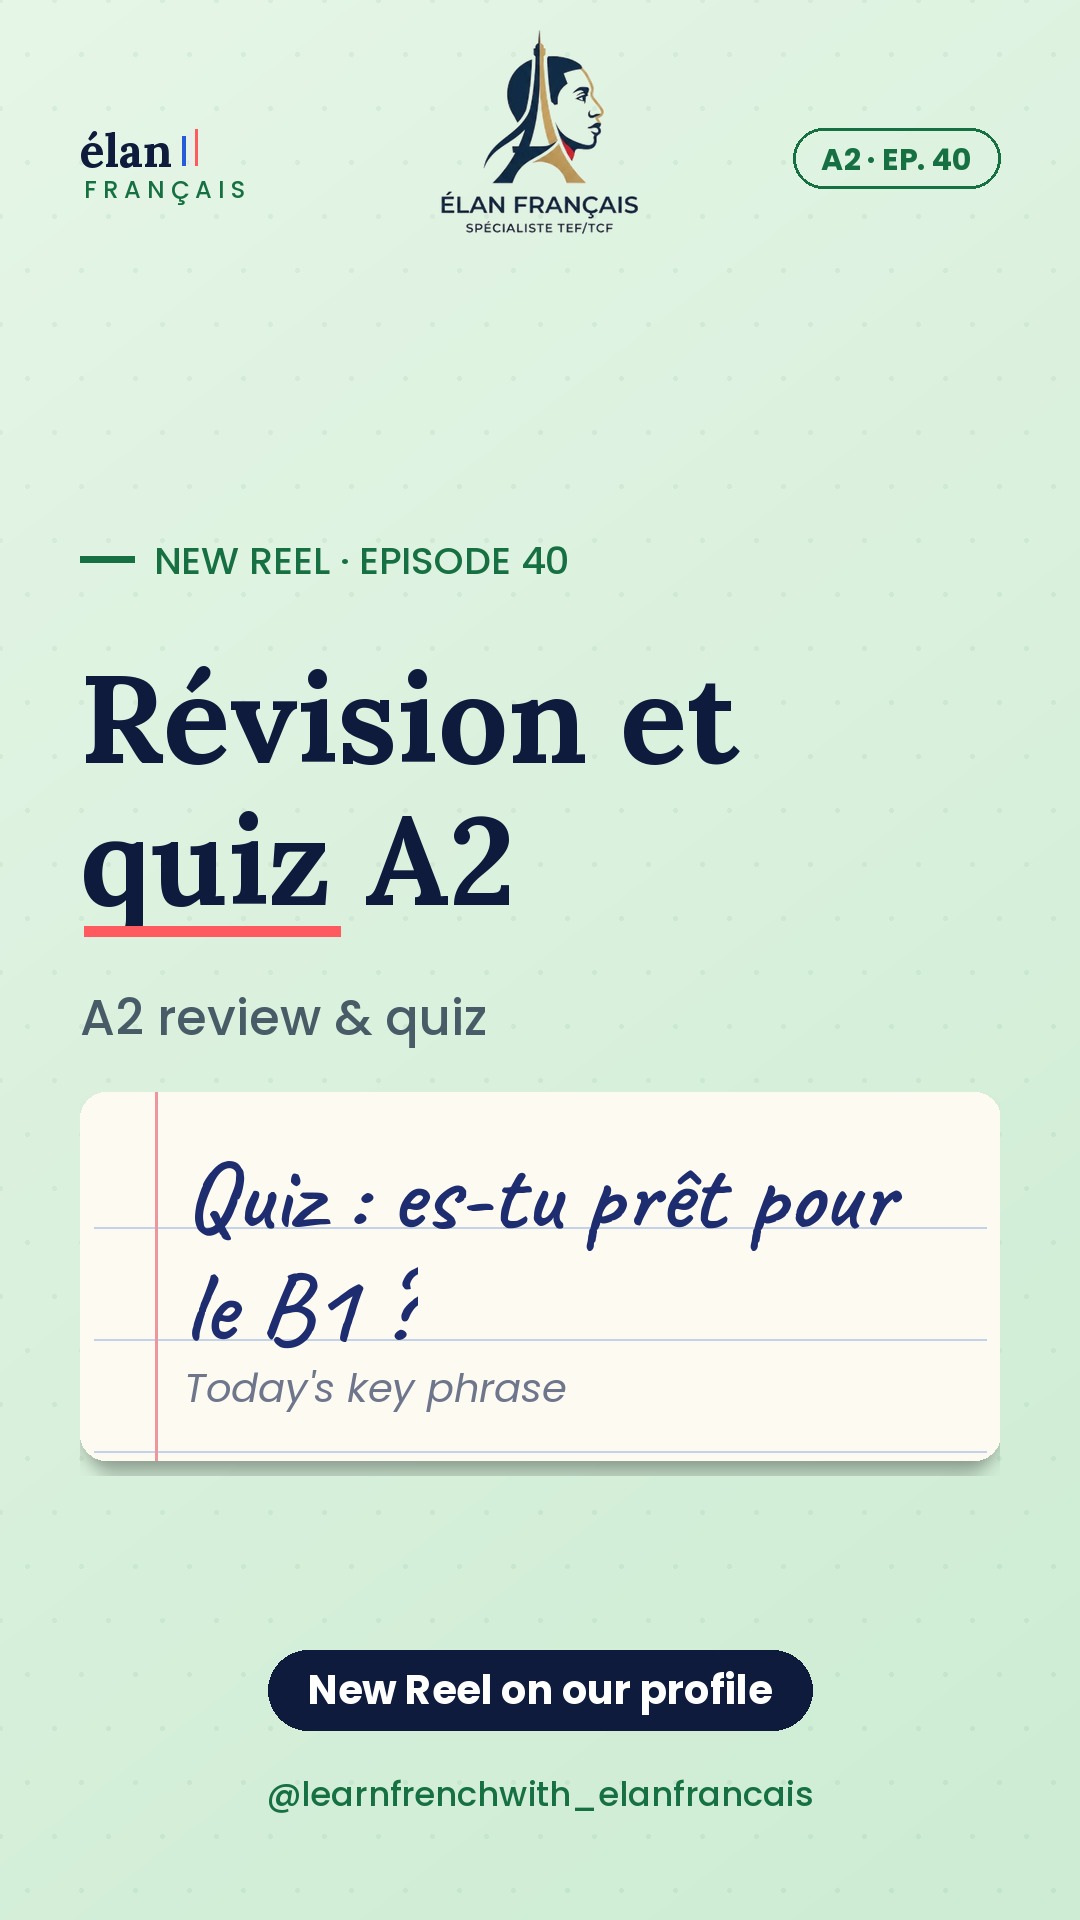 élan
FRANÇAIS
ÉLAN FRANÇAIS
SPÉCIALISTE TEF/TCF
A2 · EP. 40
NEW REEL · EPISODE 40
Révision et
quiz A2
A2 review & quiz
Quiz : es-tu prêt pour
le B1 ?
Today's key phrase
New Reel on our profile
@learnfrenchwith_elanfrancais